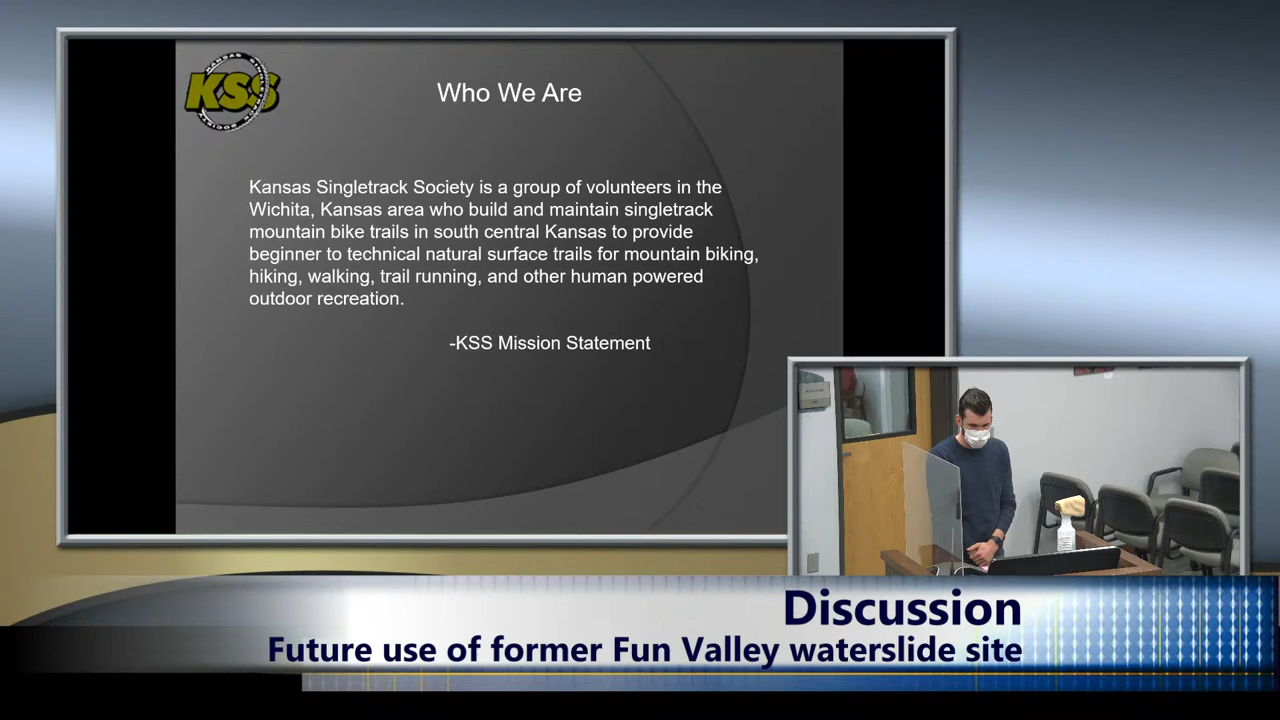 KANSAS SINGLETRACK
KSS
SOCIETY
Who We Are
Kansas Singletrack Society is a group of volunteers in the
Wichita, Kansas area who build and maintain singletrack
mountain bike trails in south central Kansas to provide
beginner to technical natural surface trails for mountain biking,
hiking, walking, trail running, and other human powered
outdoor recreation.
-KSS Mission Statement
Discussion
Future use of former Fun Valley waterslide site